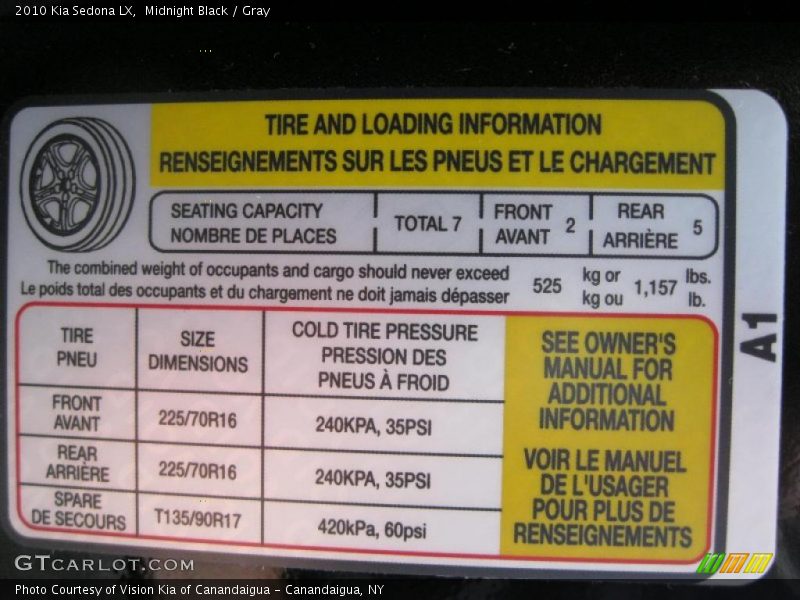 2010 Kia Sedona LX,  Midnight Black / Gray
TIRE AND LOADING INFORMATION
RENSEIGNEMENTS SUR LES PNEUS ET LE CHARGEMENT
SEATING CAPACITY
NOMBRE DE PLACES
TOTAL 7
FRONT
AVANT
2
REAR
ARRIÈRE
5
The combined weight of occupants and cargo should never exceed
Le poids total des occupants et du chargement ne doit jamais dépasser
525
kg or
kg ou
1,157
lbs.
lb.
A1
TIRE
PNEU
SIZE
DIMENSIONS
COLD TIRE PRESSURE
PRESSION DES
PNEUS À FROID
FRONT
AVANT
225/70R16
240KPA, 35PSI
REAR
ARRIÈRE
225/70R16
240KPA, 35PSI
SPARE
DE SECOURS
T135/90R17
420kPa, 60psi
SEE OWNER'S
MANUAL FOR
ADDITIONAL
INFORMATION
VOIR LE MANUEL
DE L'USAGER
POUR PLUS DE
RENSEIGNEMENTS
GTCARLOT.COM
Photo Courtesy of Vision Kia of Canandaigua – Canandaigua, NY